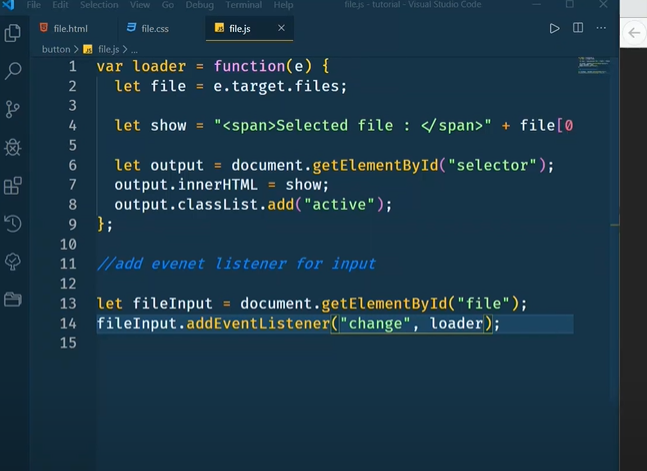 File Edit Selection View Go Debug Terminal Help file.js - tutorial - Visual Studio Code
file.html file.css file.js
button > file.js > ...
1 var loader = function(e) {
2 let file = e.target.files;
3
4 let show = "<span>Selected file : </span>" + file[0
5
6 let output = document.getElementById("selector");
7 output.innerHTML = show;
8 output.classList.add("active");
9 };
10
11 //add evenet listener for input
12
13 let fileInput = document.getElementById("file");
14 fileInput.addEventListener("change", loader);
15